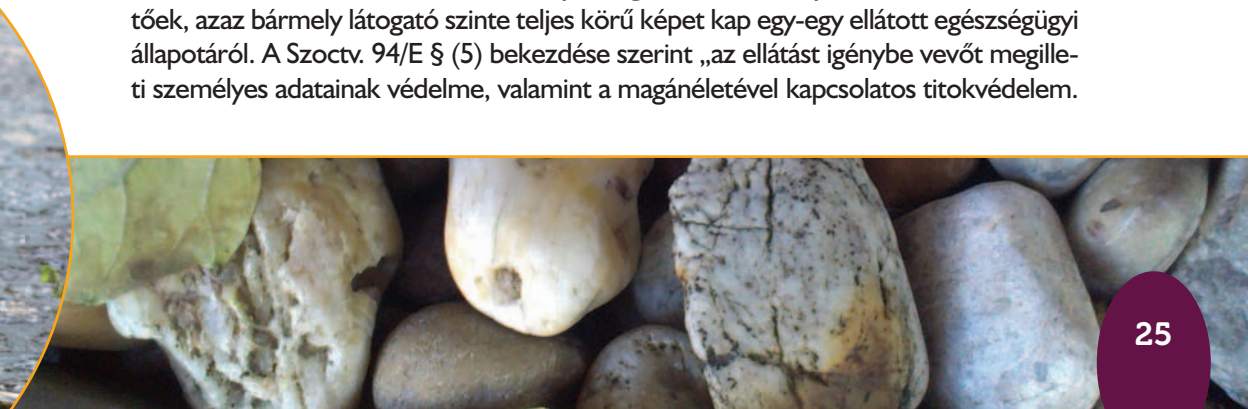 tőek, azaz bármely látogató szinte teljes körű képet kap egy-egy ellátott egészségügyi
állapotáról. A Szoctv. 94/E § (5) bekezdése szerint „az ellátást igénybe vevőt megille-
ti személyes adatainak védelme, valamint a magánéletével kapcsolatos titokvédelem.
25